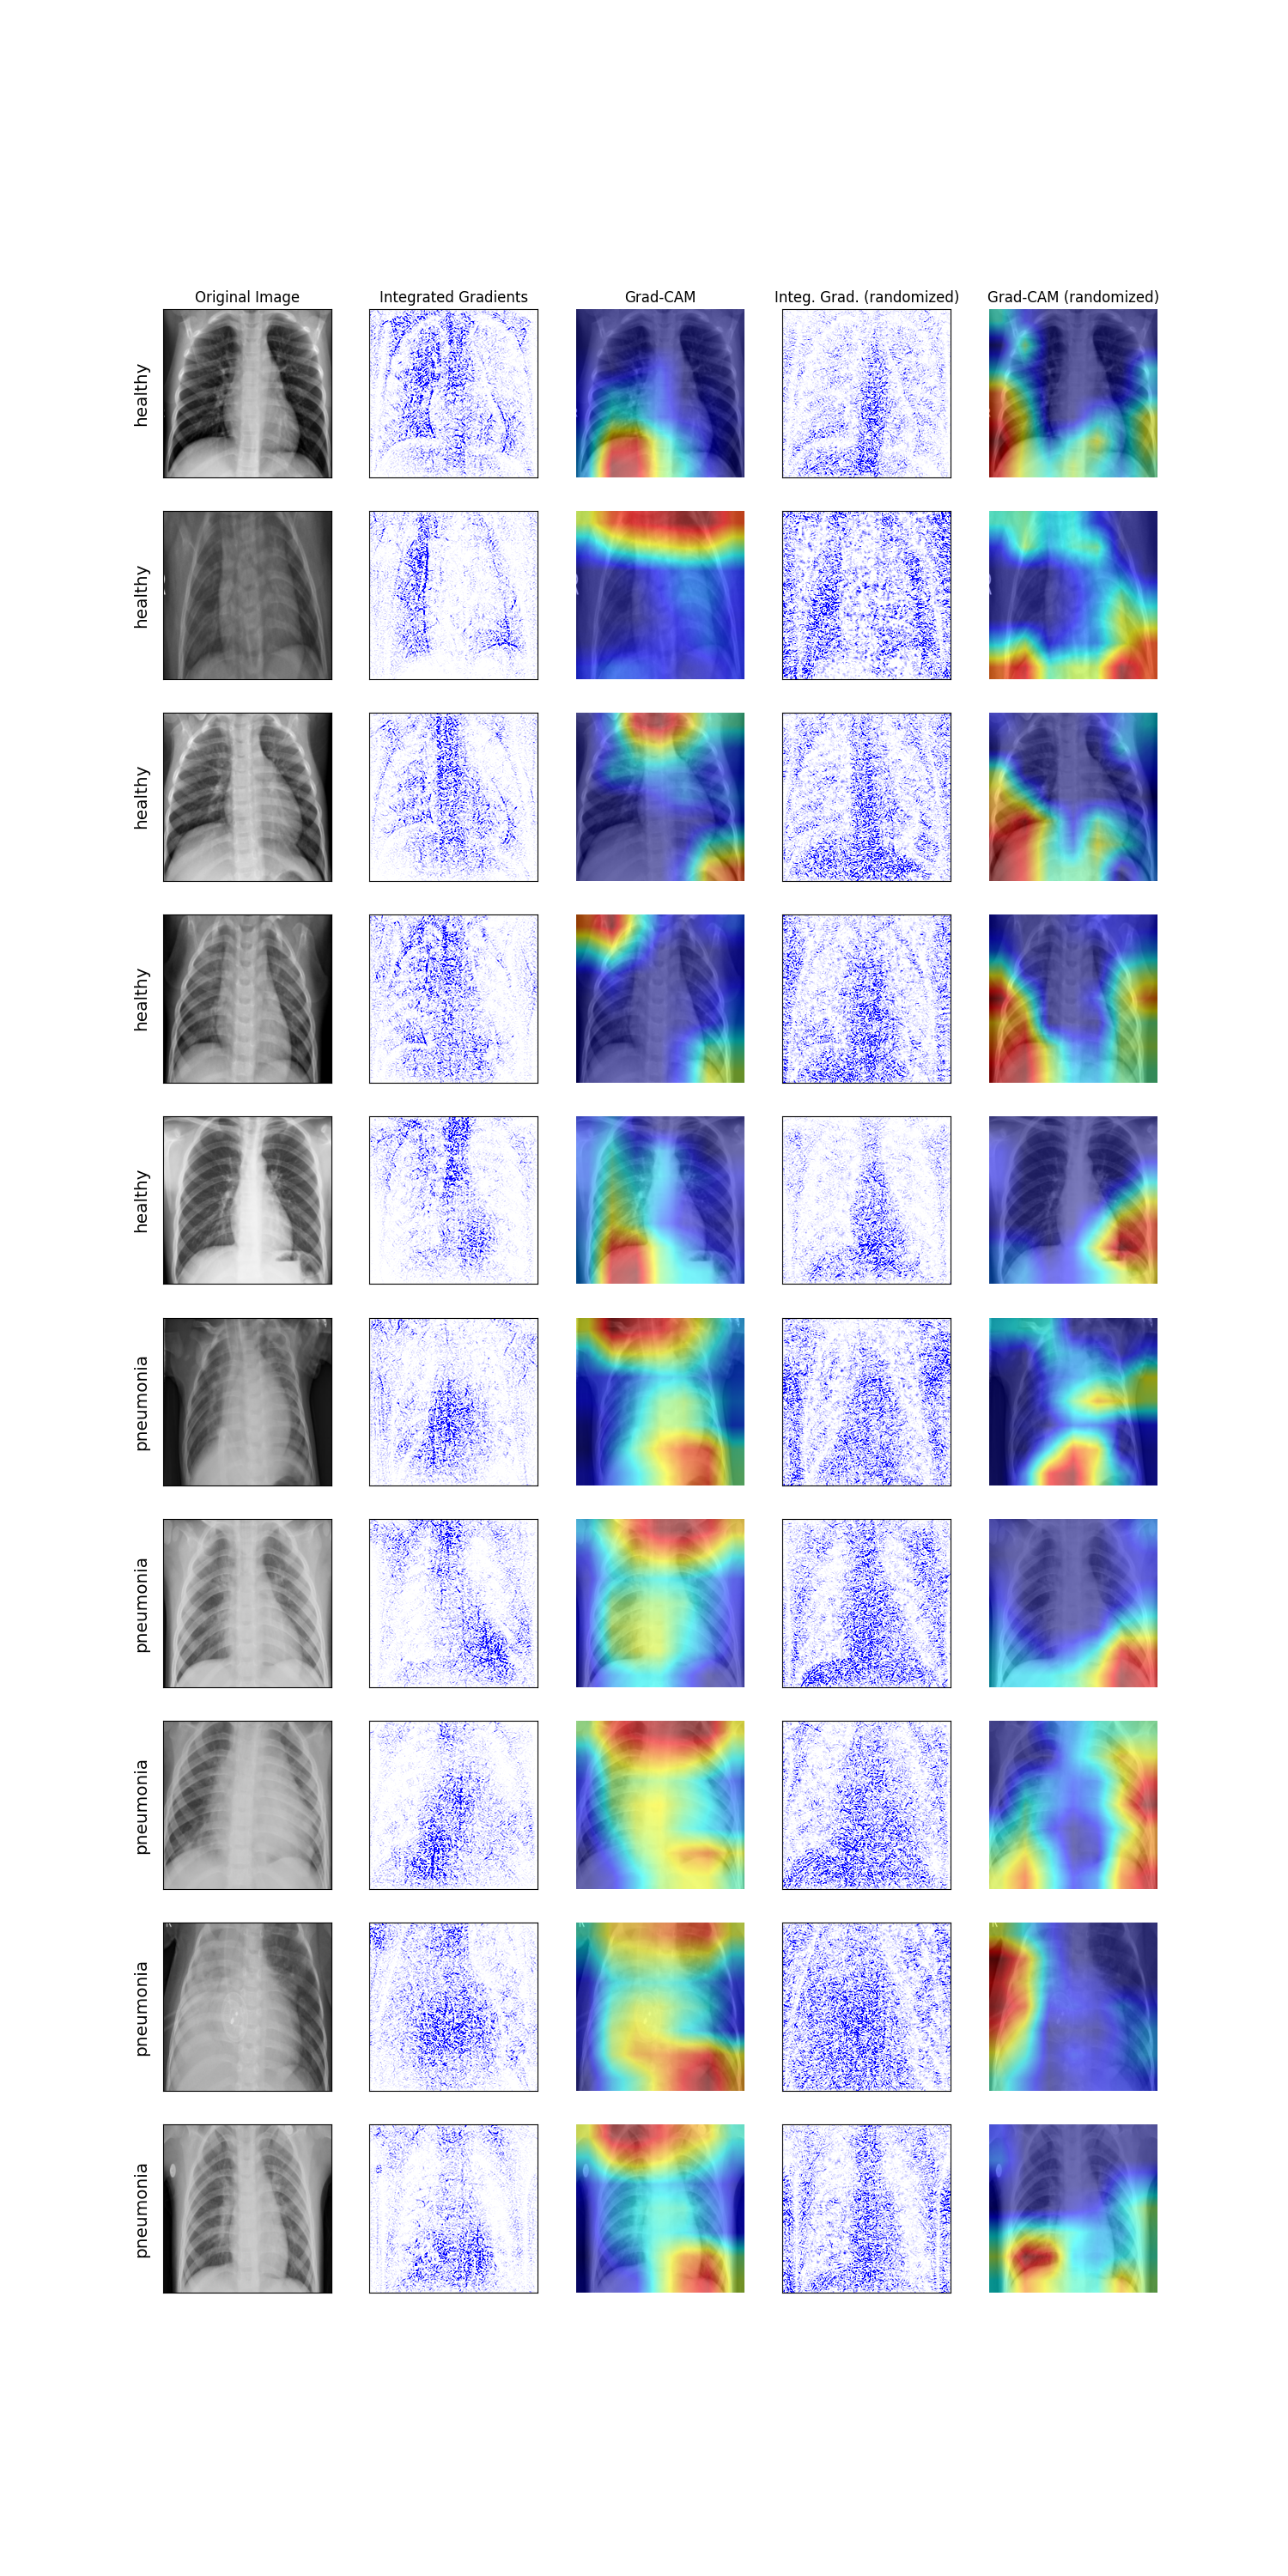 Original Image
Integrated Gradients
Grad-CAM
Integ. Grad. (randomized)
Grad-CAM (randomized)
healthy
healthy
healthy
healthy
healthy
pneumonia
pneumonia
pneumonia
pneumonia
pneumonia